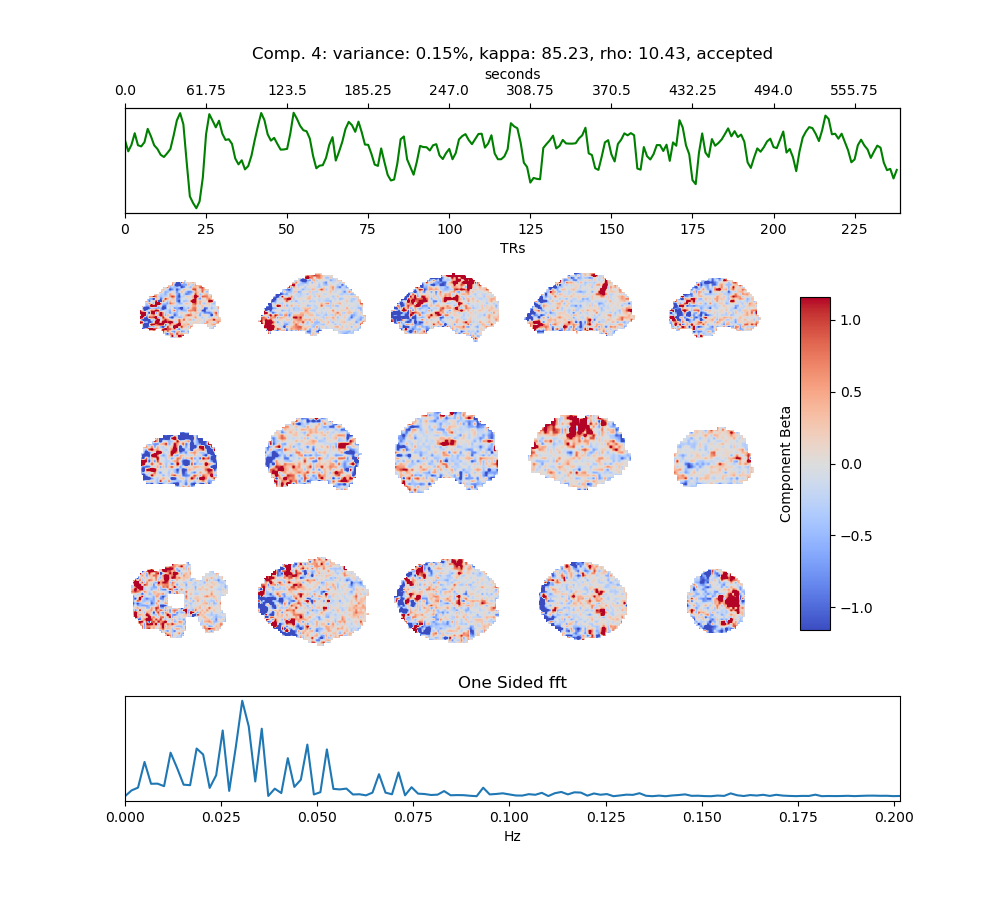 Comp. 4: variance: 0.15%, kappa: 85.23, rho: 10.43, accepted
seconds
0.0 61.75 123.5 185.25 247.0 308.75 370.5 432.25 494.0 555.75
0 25 50 75 100 125 150 175 200 225
TRs
1.0
0.5
0.0
−0.5
−1.0
Component Beta
One Sided fft
0.000 0.025 0.050 0.075 0.100 0.125 0.150 0.175 0.200
Hz